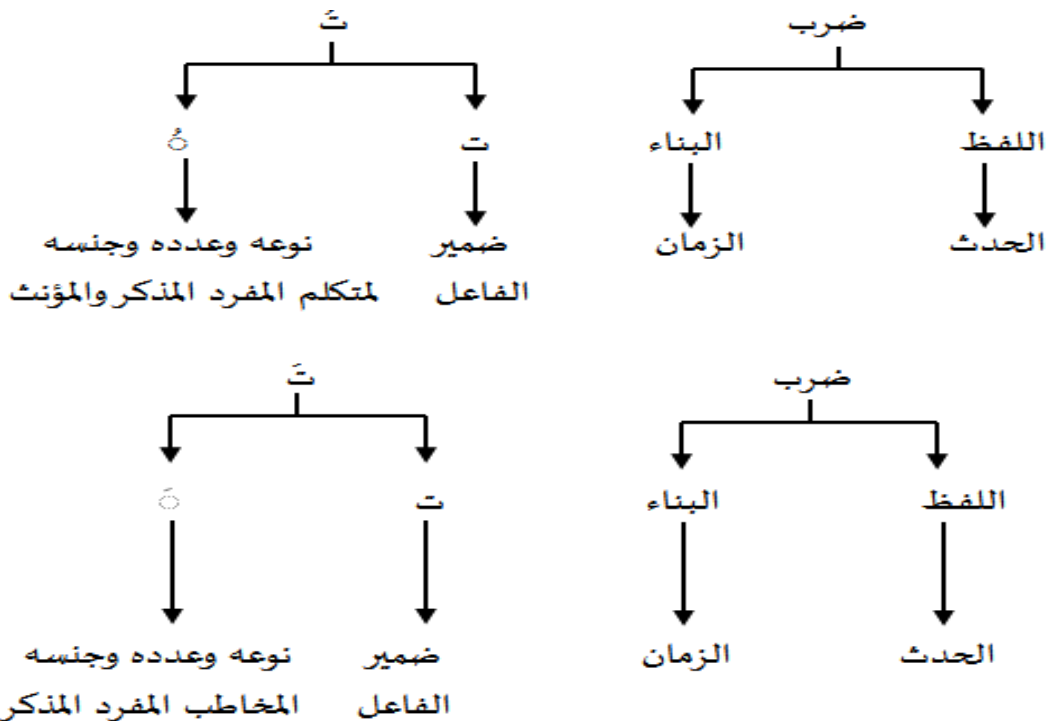 ضرب
تُ
اللفظ
البناء
ت
◌ُ
الحدث
الزمان
ضمير
الفاعل
نوعه وعدده وجنسه
لمتكلم المفرد المذكر والمؤنث
ضرب
تَ
اللفظ
البناء
ت
◌َ
الحدث
الزمان
ضمير
الفاعل
نوعه وعدده وجنسه
المخاطب المفرد المذكر